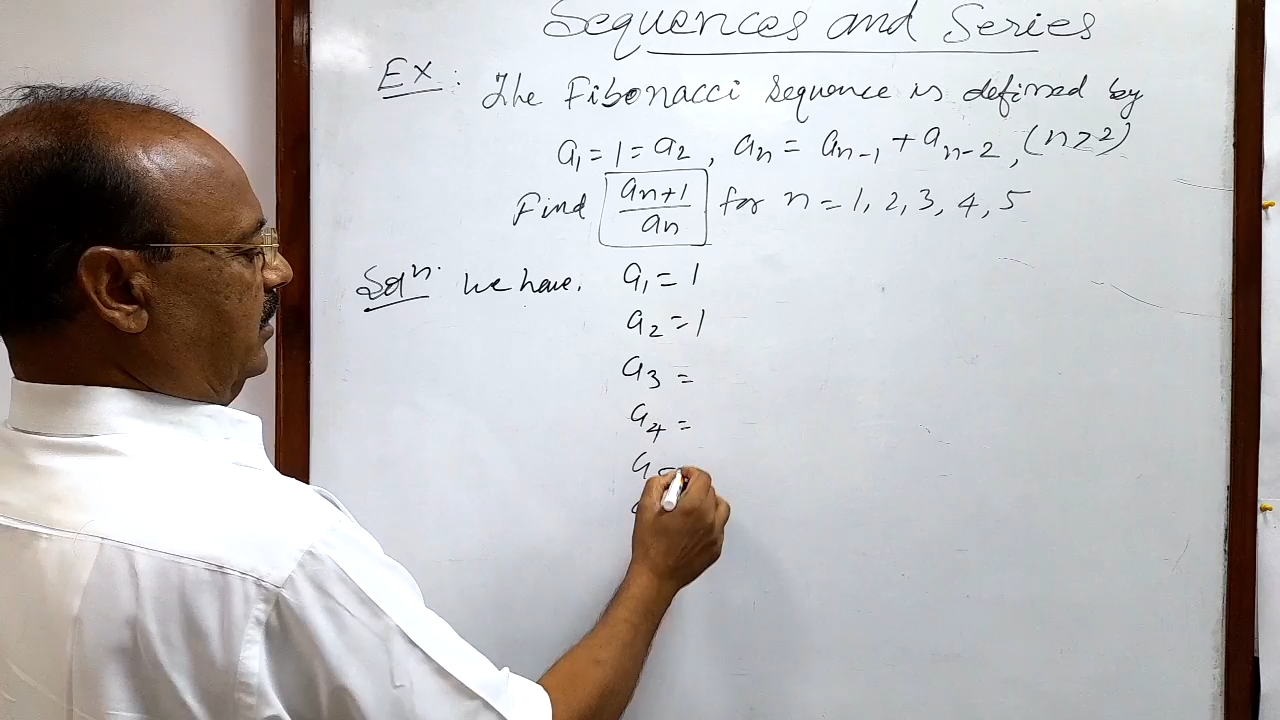 Sequences and Series
Ex: The Fibonacci Sequence is defined by
a₁ = 1 = a₂, aₙ = aₙ₋₁ + aₙ₋₂, (n>2)
Find aₙ₊₁/aₙ for n = 1, 2, 3, 4, 5
Solⁿ. We have, a₁ = 1
a₂ = 1
a₃ =
a₄ =
a =